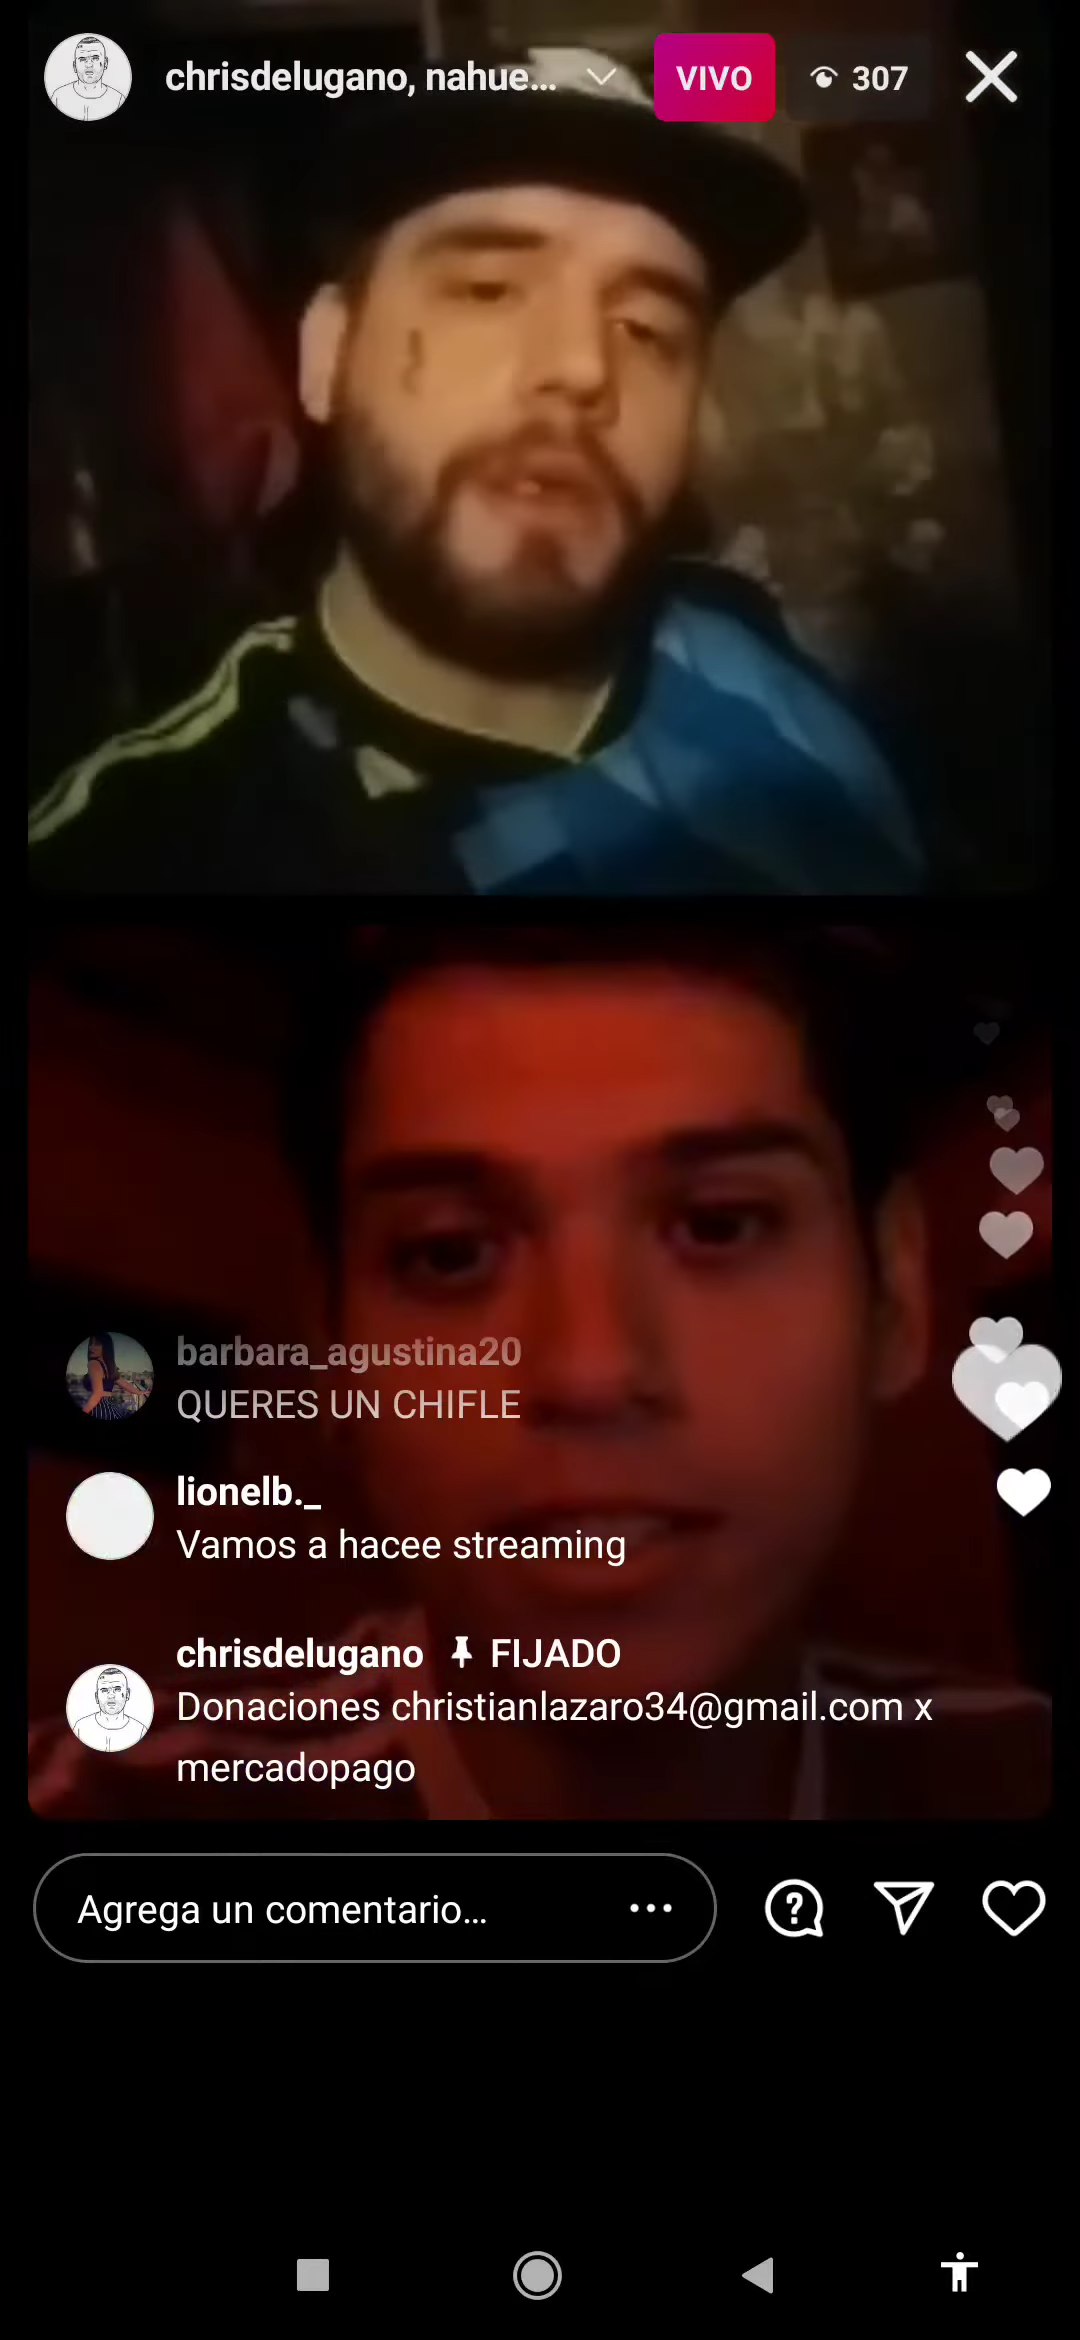 chrisdelugano, nahue...
VIVO
307
barbara_agustina20
QUERES UN CHIFLE
lionelb._
Vamos a hacee streaming
chrisdelugano FIJADO
Donaciones christianlazaro34@gmail.com x
mercadopago
Agrega un comentario...